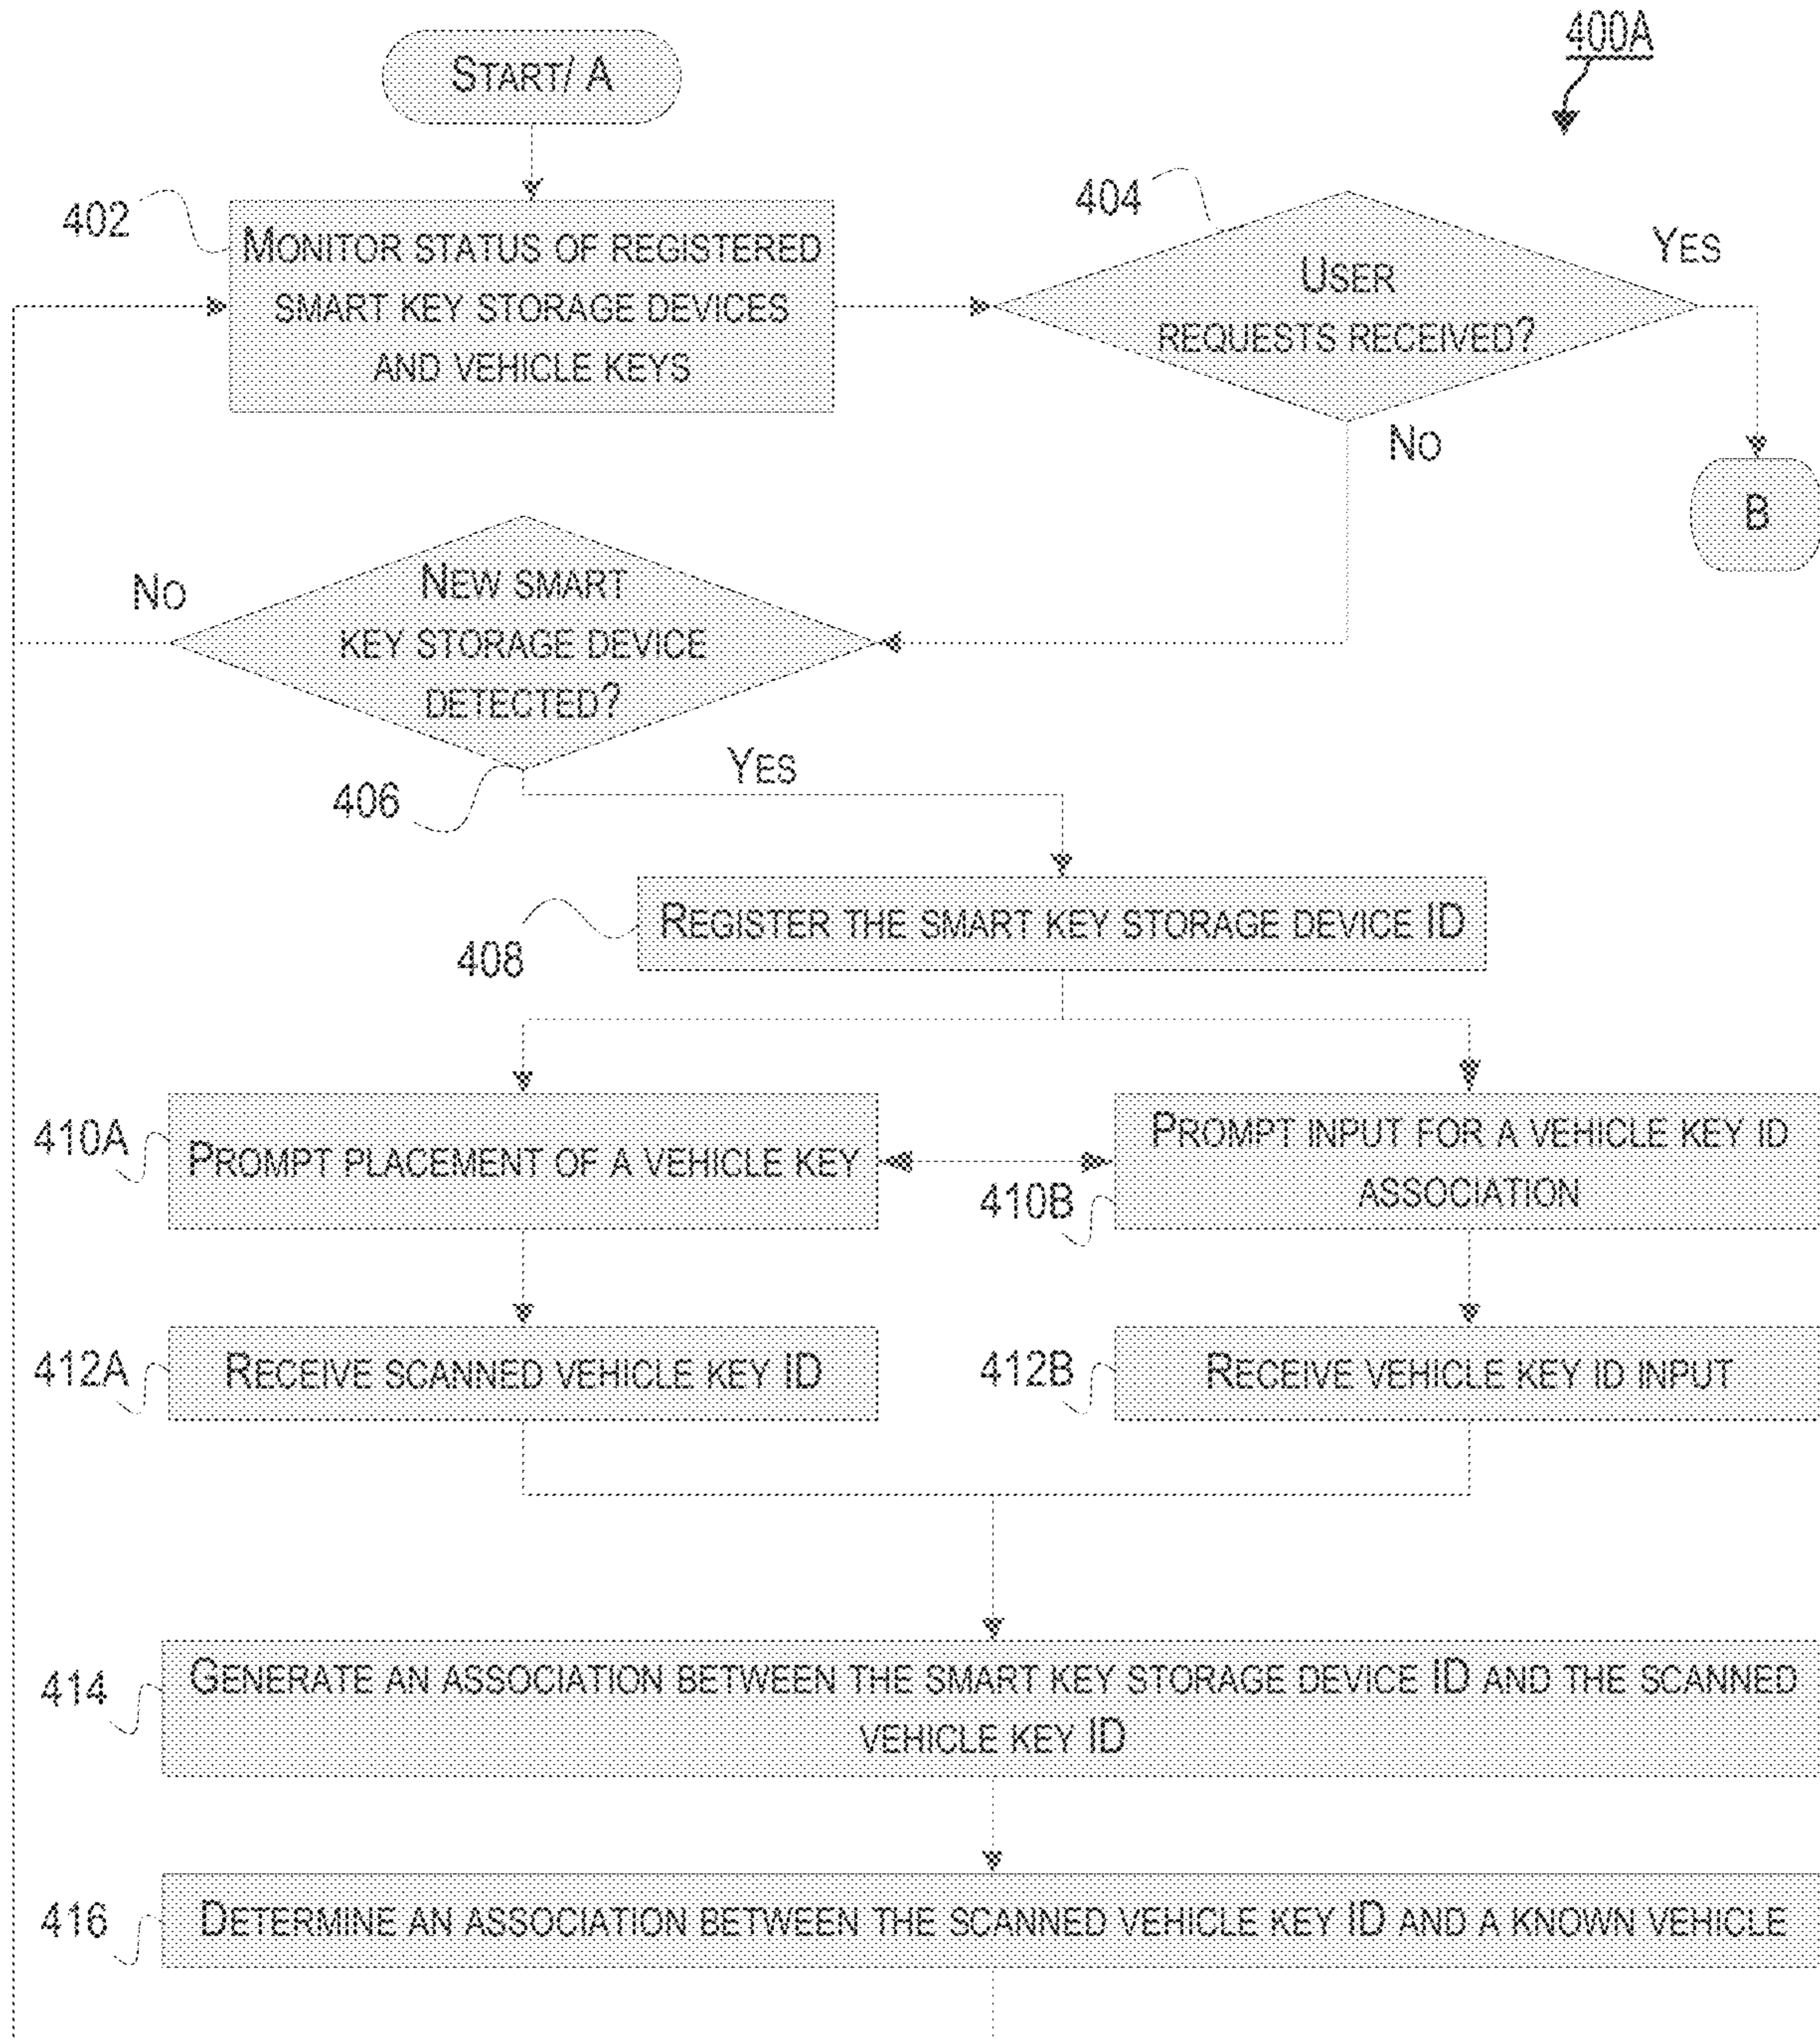 400A
START/ A
402
MONITOR STATUS OF REGISTERED
SMART KEY STORAGE DEVICES
AND VEHICLE KEYS
404
USER
REQUESTS RECEIVED?
YES
NO
B
NEW SMART
KEY STORAGE DEVICE
DETECTED?
NO
406
YES
408
REGISTER THE SMART KEY STORAGE DEVICE ID
410A
PROMPT PLACEMENT OF A VEHICLE KEY
410B
PROMPT INPUT FOR A VEHICLE KEY ID
ASSOCIATION
412A
RECEIVE SCANNED VEHICLE KEY ID
412B
RECEIVE VEHICLE KEY ID INPUT
414
GENERATE AN ASSOCIATION BETWEEN THE SMART KEY STORAGE DEVICE ID AND THE SCANNED
VEHICLE KEY ID
416
DETERMINE AN ASSOCIATION BETWEEN THE SCANNED VEHICLE KEY ID AND A KNOWN VEHICLE